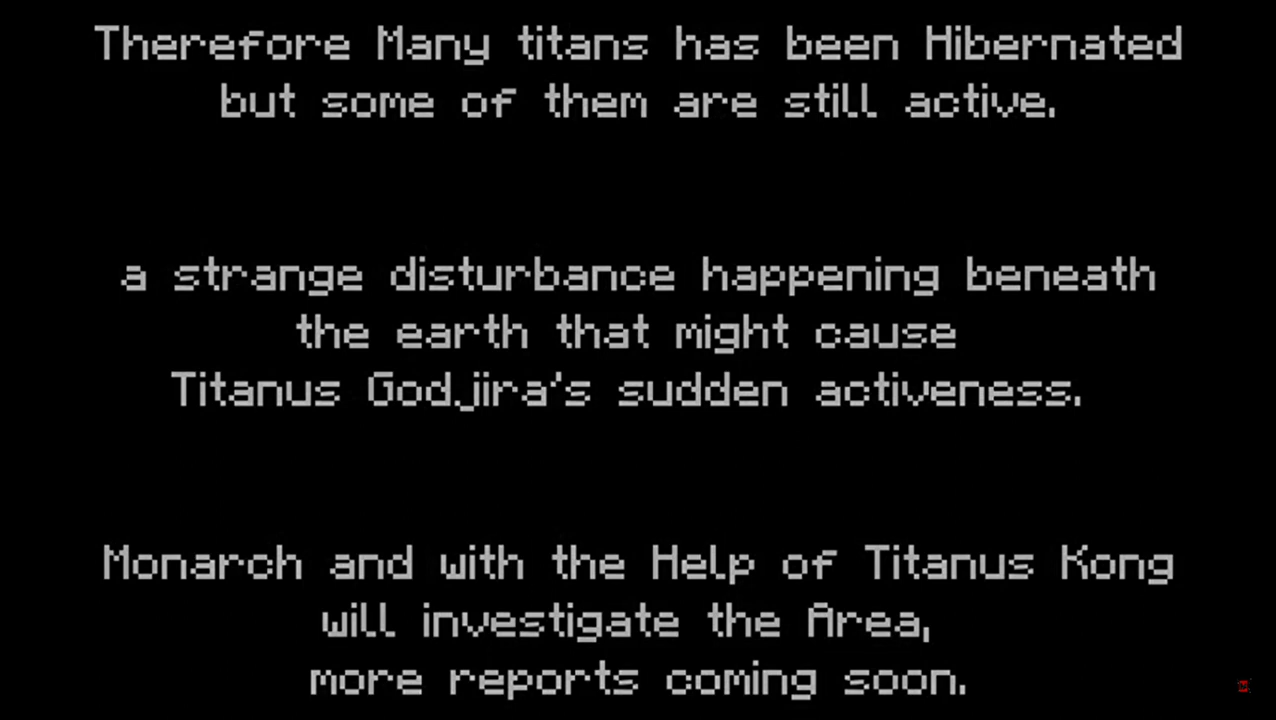 Therefore Many titans has been Hibernated
but some of them are still active.
a strange disturbance happening beneath
the earth that might cause
Titanus Godjira's sudden activeness.
Monarch and with the Help of Titanus Kong
will investigate the Area,
more reports coming soon.